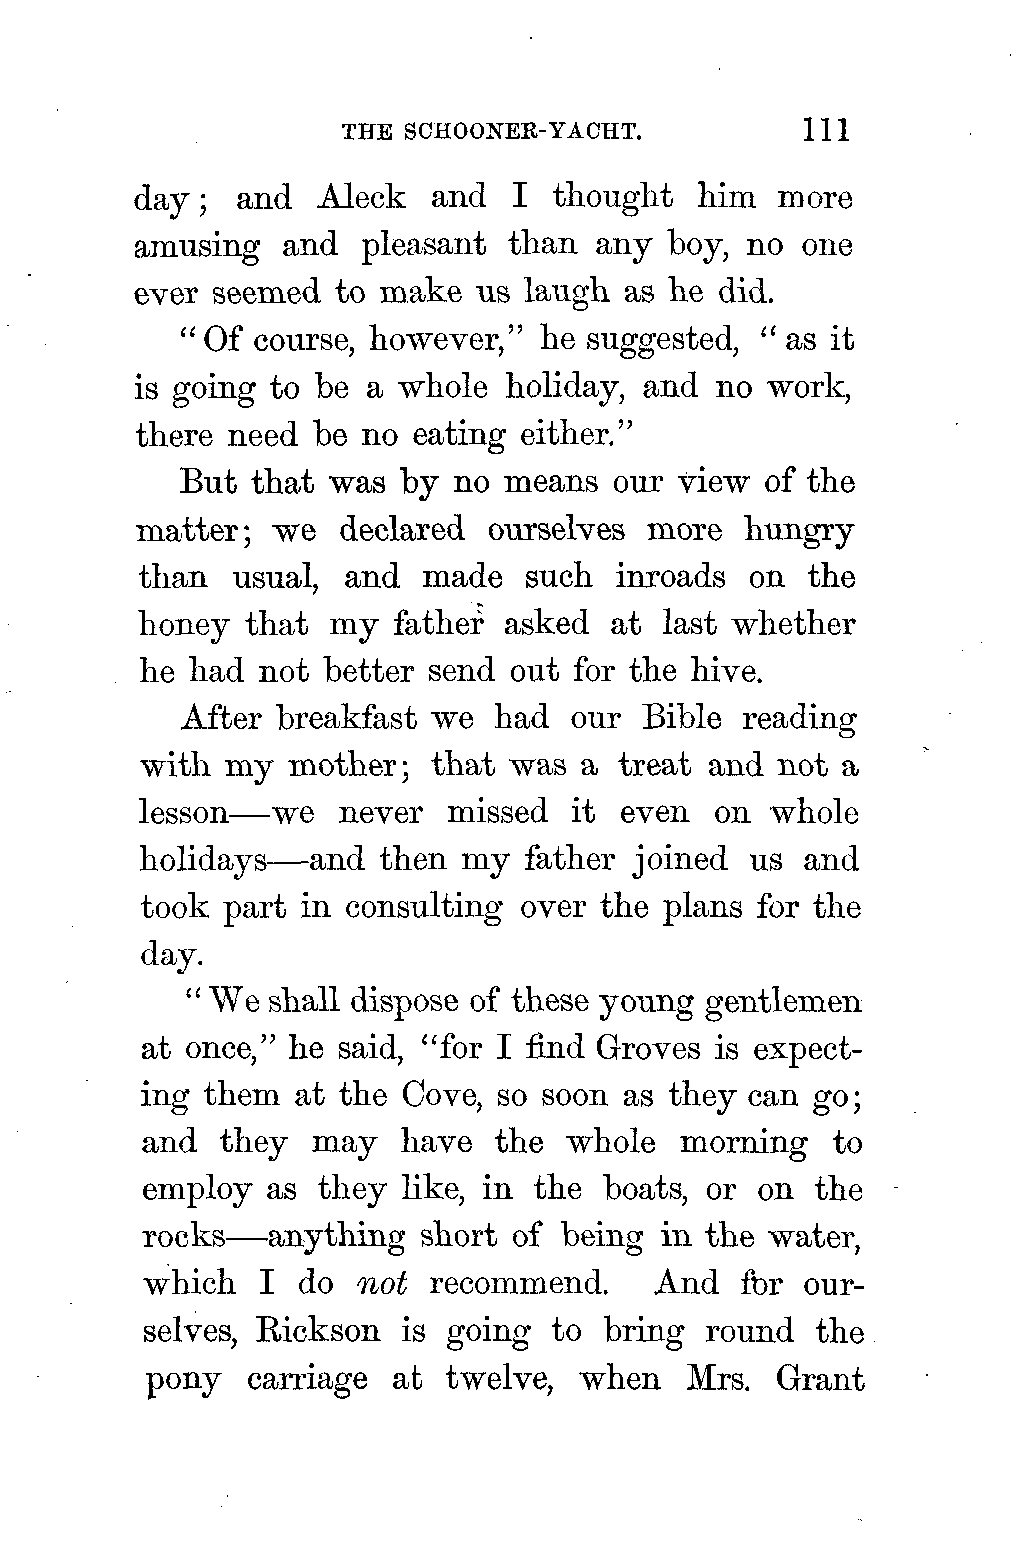 THE SCHOONER-YACHT. 111
day; and Aleck and I thought him more
amusing and pleasant than any boy, no one
ever seemed to make us laugh as he did.
"Of course, however," he suggested, "as it
is going to be a whole holiday, and no work,
there need be no eating either."
But that was by no means our view of the
matter; we declared ourselves more hungry
than usual, and made such inroads on the
honey that my father asked at last whether
he had not better send out for the hive.
After breakfast we had our Bible reading
with my mother; that was a treat and not a
lesson—we never missed it even on whole
holidays—and then my father joined us and
took part in consulting over the plans for the
day.
"We shall dispose of these young gentlemen
at once," he said, "for I find Groves is expect-
ing them at the Cove, so soon as they can go;
and they may have the whole morning to
employ as they like, in the boats, or on the
rocks—anything short of being in the water,
which I do not recommend. And for our-
selves, Rickson is going to bring round the
pony carriage at twelve, when Mrs. Grant